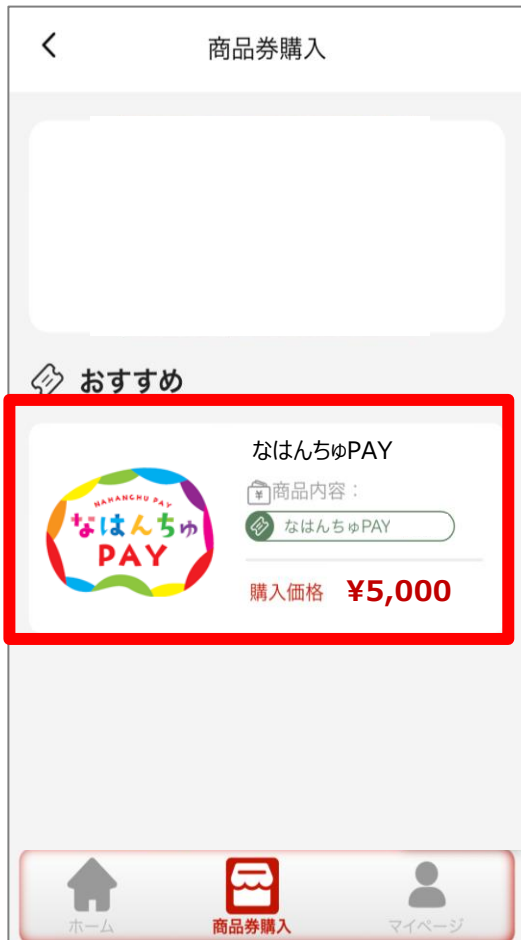 商品券購入
おすすめ
なはんちゅPAY
¥商品内容：
なはんちゅPAY
NAHANCHU PAY
なはんちゅ
PAY
購入価格 ¥5,000
ホーム 商品券購入 マイページ